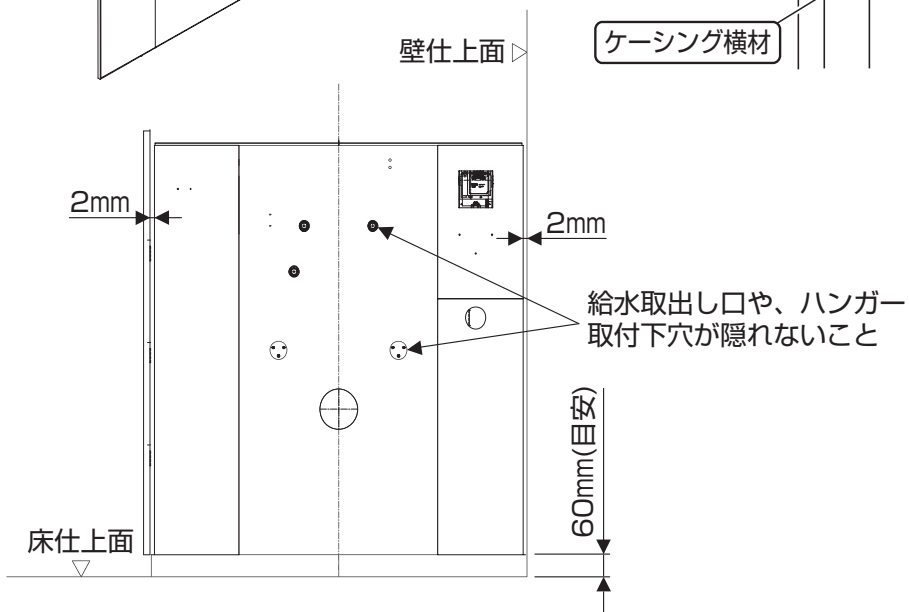 壁仕上面
ケーシング横材
2mm
2mm
給水取出し口や、ハンガー
取付下穴が隠れないこと
60mm(目安)
床仕上面